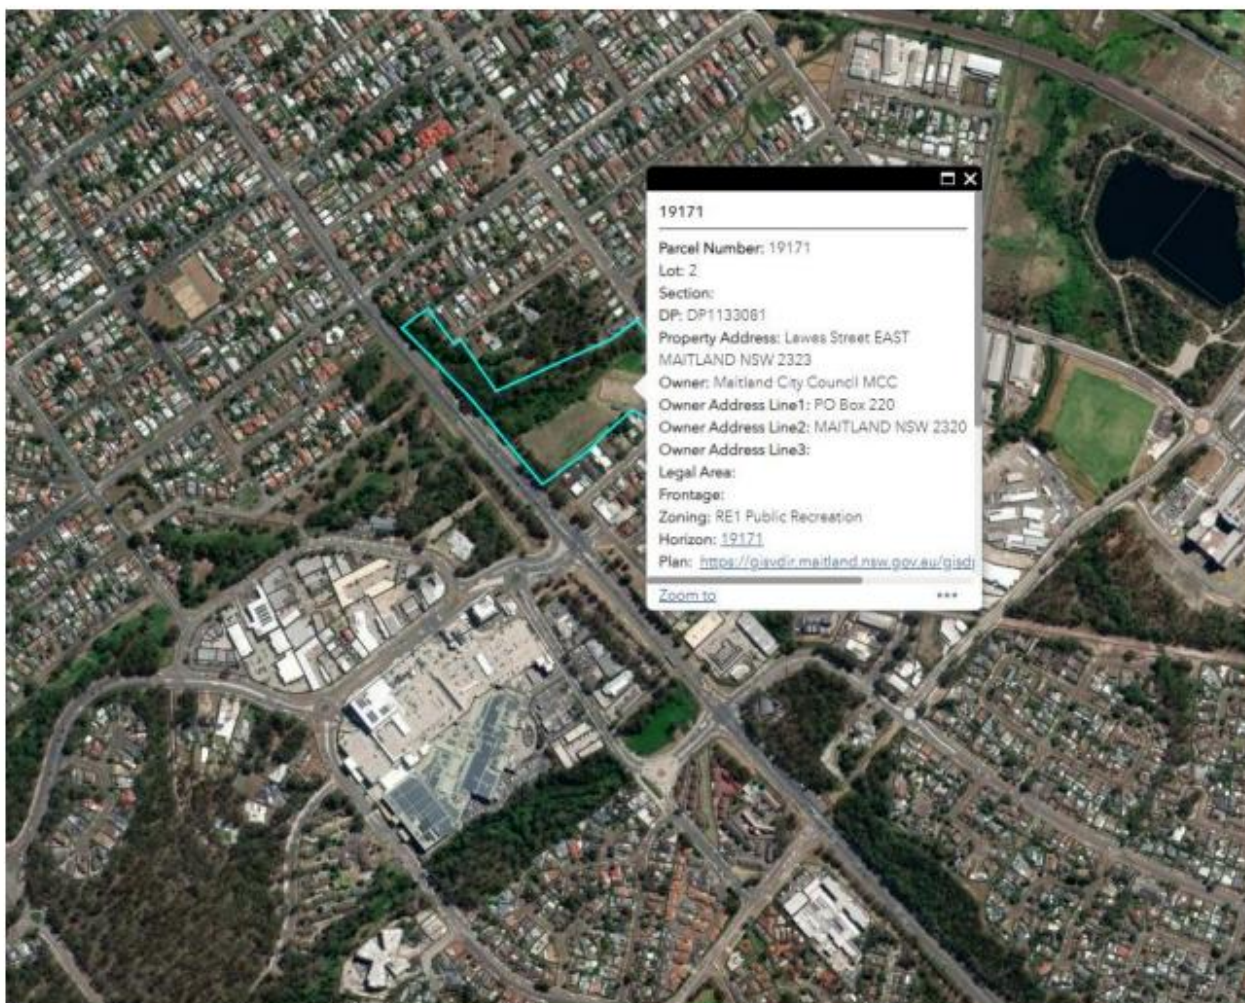 19171
Parcel Number: 19171
Lot: 2
Section:
DP: DP1133081
Property Address: Lawes Street EAST
MAITLAND NSW 2323
Owner: Maitland City Council MCC
Owner Address Line1: PO Box 220
Owner Address Line2: MAITLAND NSW 2320
Owner Address Line3:
Legal Area:
Frontage:
Zoning: RE1 Public Recreation
Horizon: 19171
Plan: https://gisvdir.maitland.nsw.gov.au/gisd
Zoom to